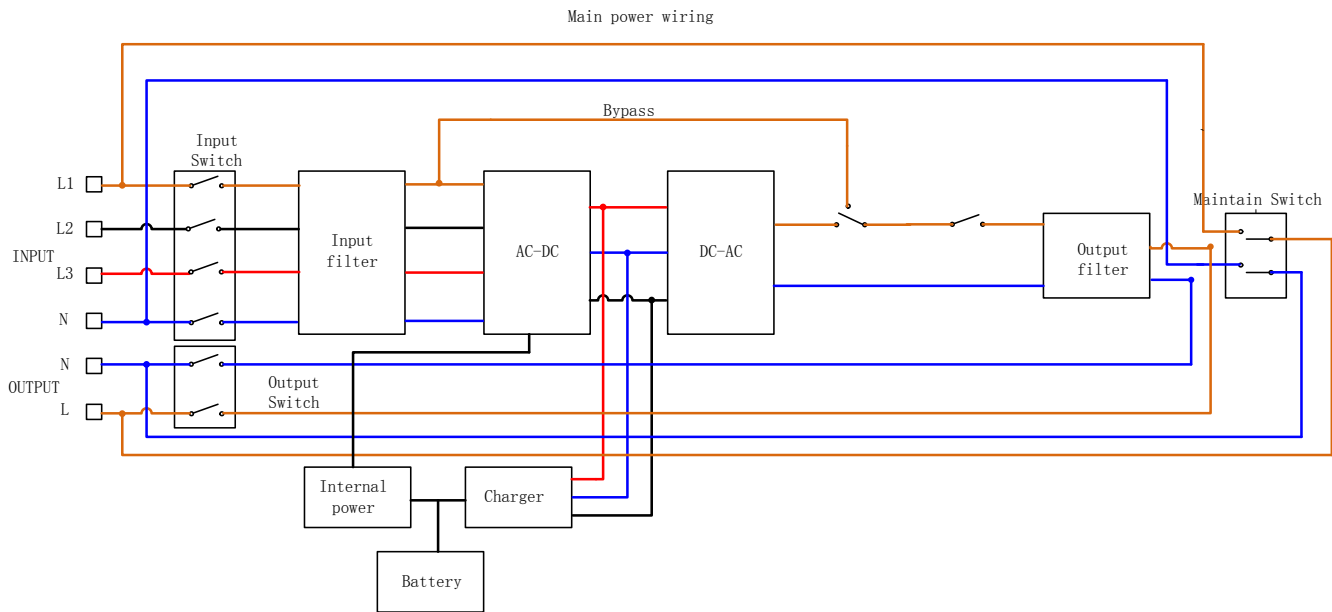 Main power wiring
Bypass
Input
Switch
L1
L2
INPUT
L3
N
Input
filter
AC-DC
DC-AC
Output
filter
Maintain Switch
N
OUTPUT
L
Output
Switch
Internal
power
Charger
Battery